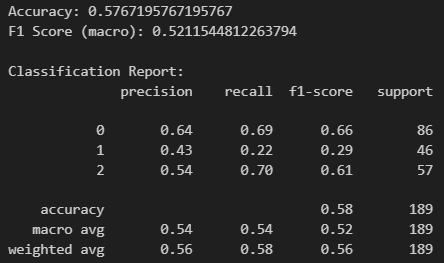 Accuracy: 0.5767195767195767
F1 Score (macro): 0.5211544812263794
Classification Report:
precision recall f1-score support
0 0.64 0.69 0.66 86
1 0.43 0.22 0.29 46
2 0.54 0.70 0.61 57
accuracy 0.58 189
macro avg 0.54 0.54 0.52 189
weighted avg 0.56 0.58 0.56 189